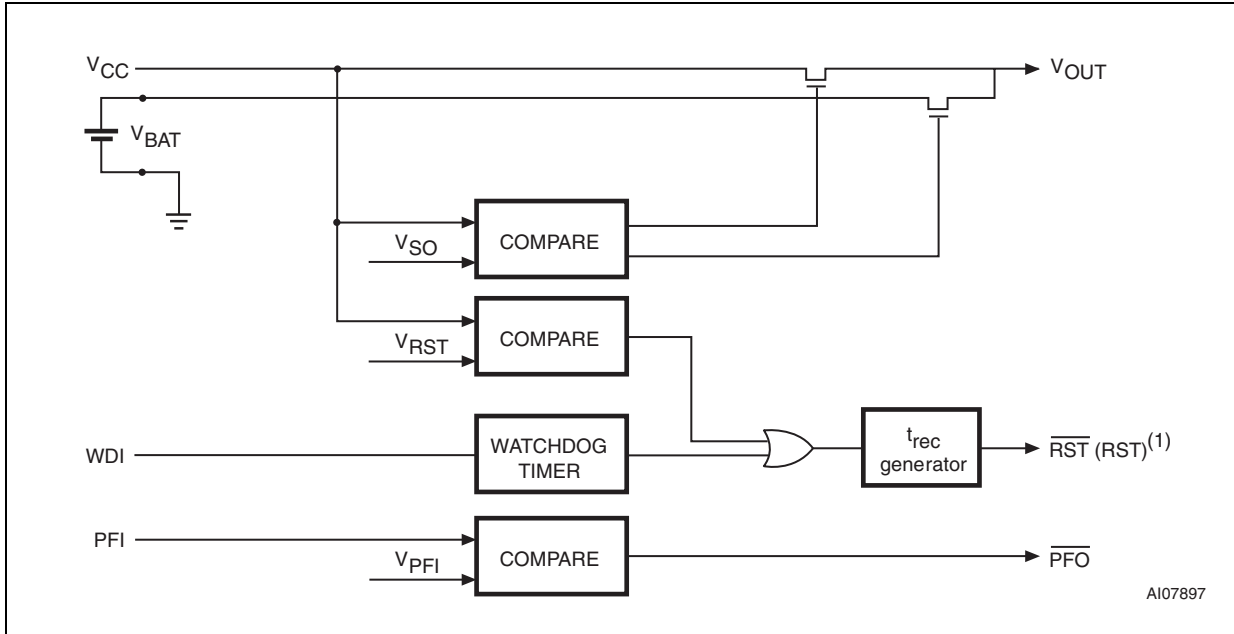 VCC
VOUT
VBAT
COMPARE
VSO
COMPARE
VRST
WDI
WATCHDOG
TIMER
trec
generator
RST (RST)(1)
PFI
COMPARE
VPFI
PFO
AI07897